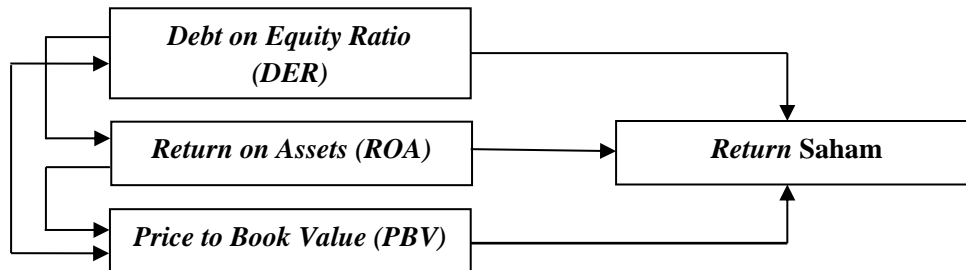 Debt on Equity Ratio
(DER)
Return on Assets (ROA)
Return Saham
Price to Book Value (PBV)